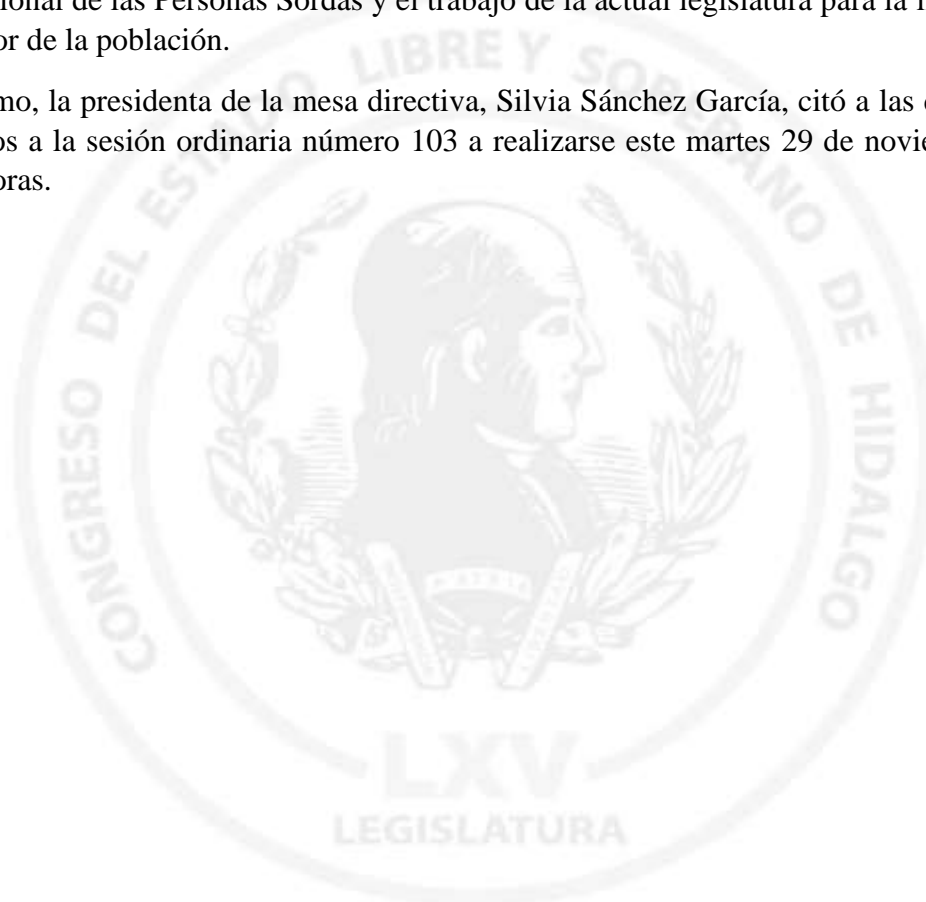 ional de las Personas Sordas y el trabajo de la actual legislatura para la
or de la población.
mo, la presidenta de la mesa directiva, Silvia Sánchez García, citó a las
os a la sesión ordinaria número 103 a realizarse este martes 29 de novie
oras.
CONGRESO DEL ESTADO LIBRE Y SOBERANO DE HIDALGO
LXV
LEGISLATURA